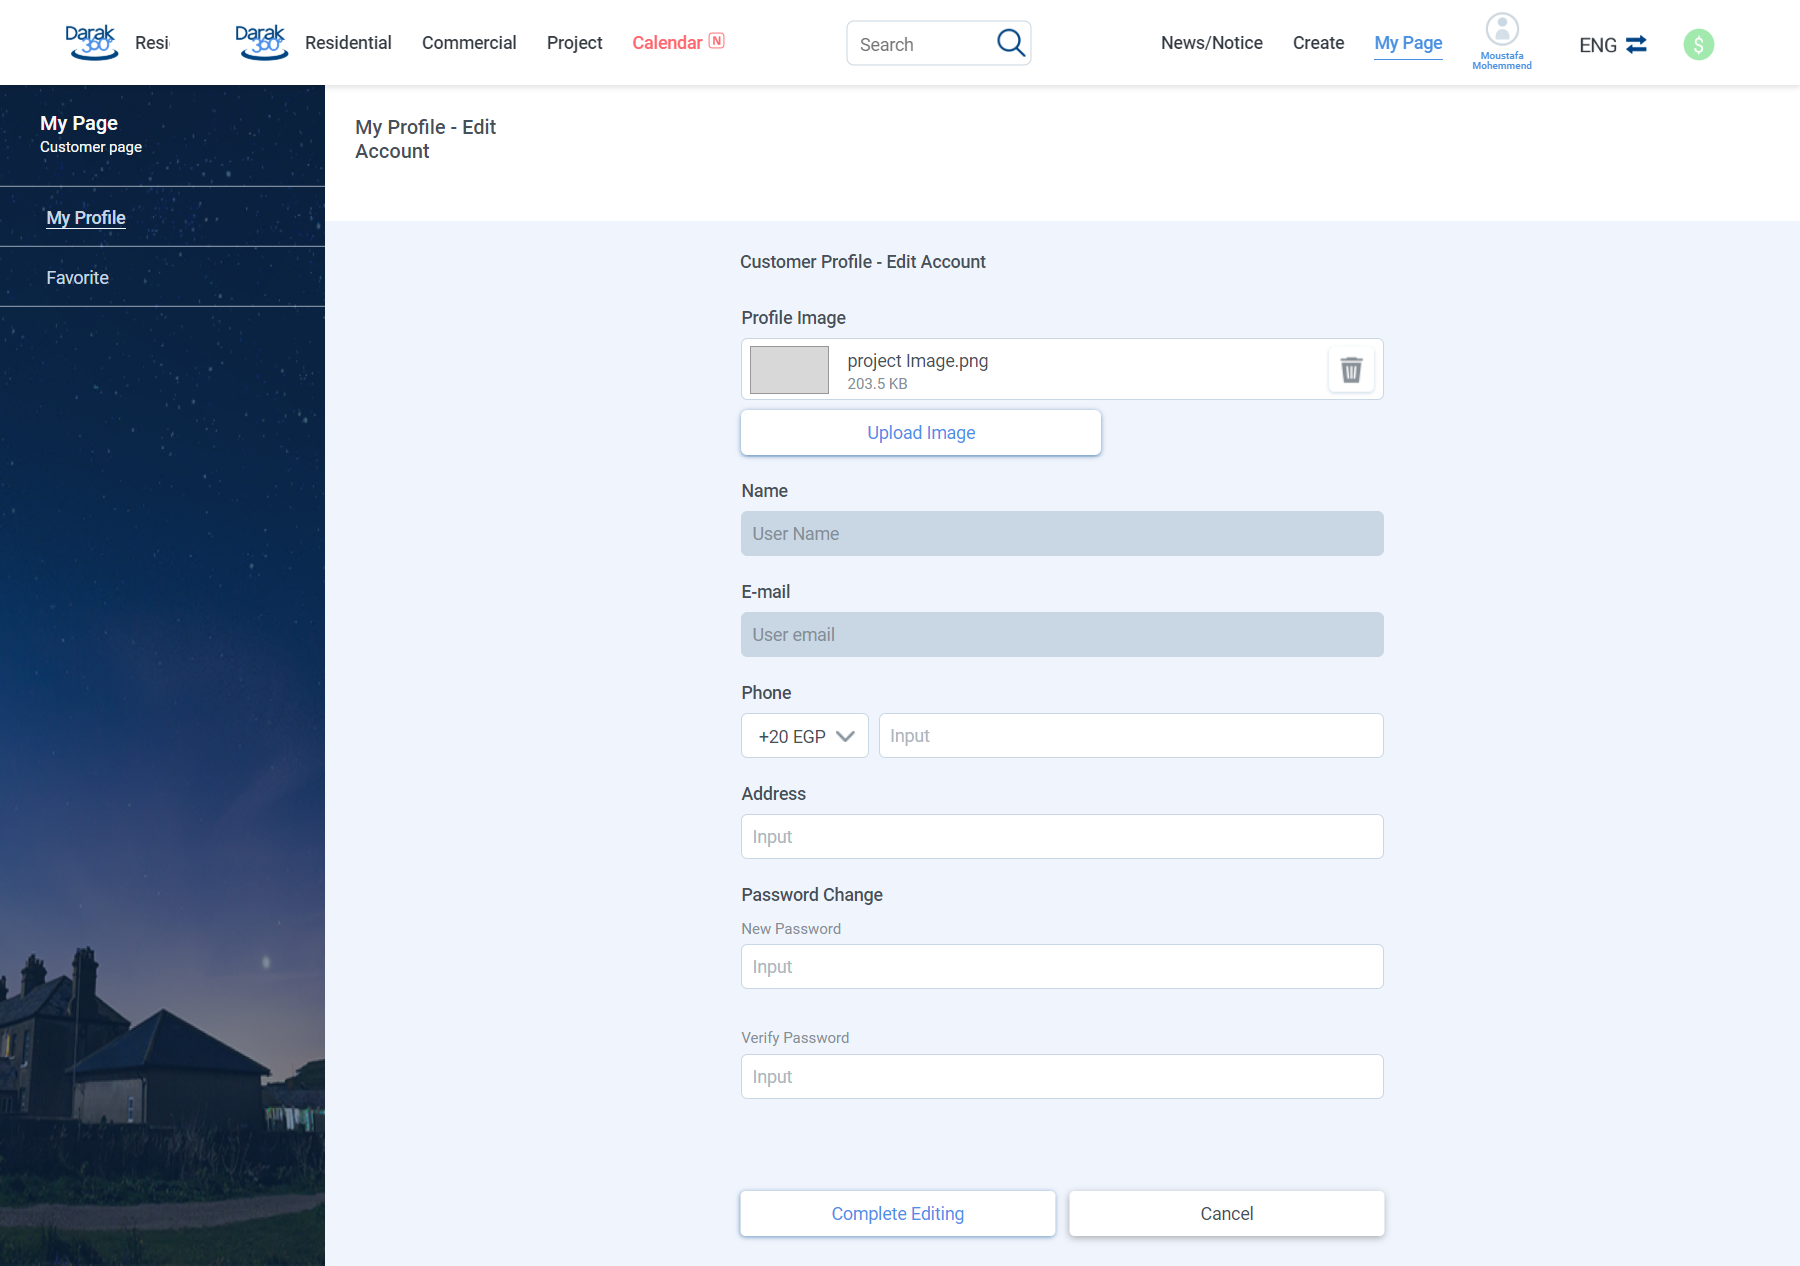 Darak
360°
Resi
Darak
360°
Residential
Commercial
Project
Calendar N
Search
News/Notice
Create
My Page
Moustafa
Mohemmend
ENG
$
My Page
Customer page
My Profile
Favorite
My Profile - Edit
Account
Customer Profile - Edit Account
Profile Image
project Image.png
203.5 KB
Upload Image
Name
User Name
E-mail
User email
Phone
+20 EGP
Input
Address
Input
Password Change
New Password
Input
Verify Password
Input
Complete Editing
Cancel